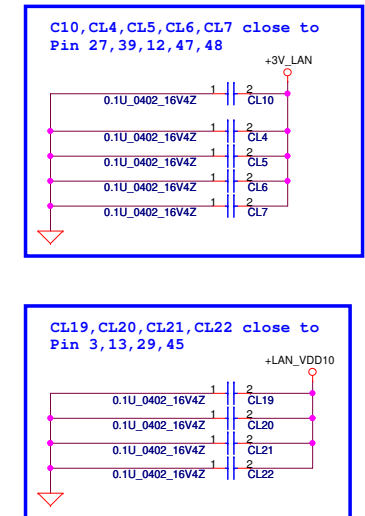 C10,CL4,CL5,CL6,CL7 close to
Pin 27,39,12,47,48
+3V_LAN
1 2
0.1U_0402_16V4Z CL10
1 2
0.1U_0402_16V4Z CL4
1 2
0.1U_0402_16V4Z CL5
1 2
0.1U_0402_16V4Z CL6
1 2
0.1U_0402_16V4Z CL7
CL19,CL20,CL21,CL22 close to
Pin 3,13,29,45
+LAN_VDD10
1 2
0.1U_0402_16V4Z CL19
1 2
0.1U_0402_16V4Z CL20
1 2
0.1U_0402_16V4Z CL21
1 2
0.1U_0402_16V4Z CL22